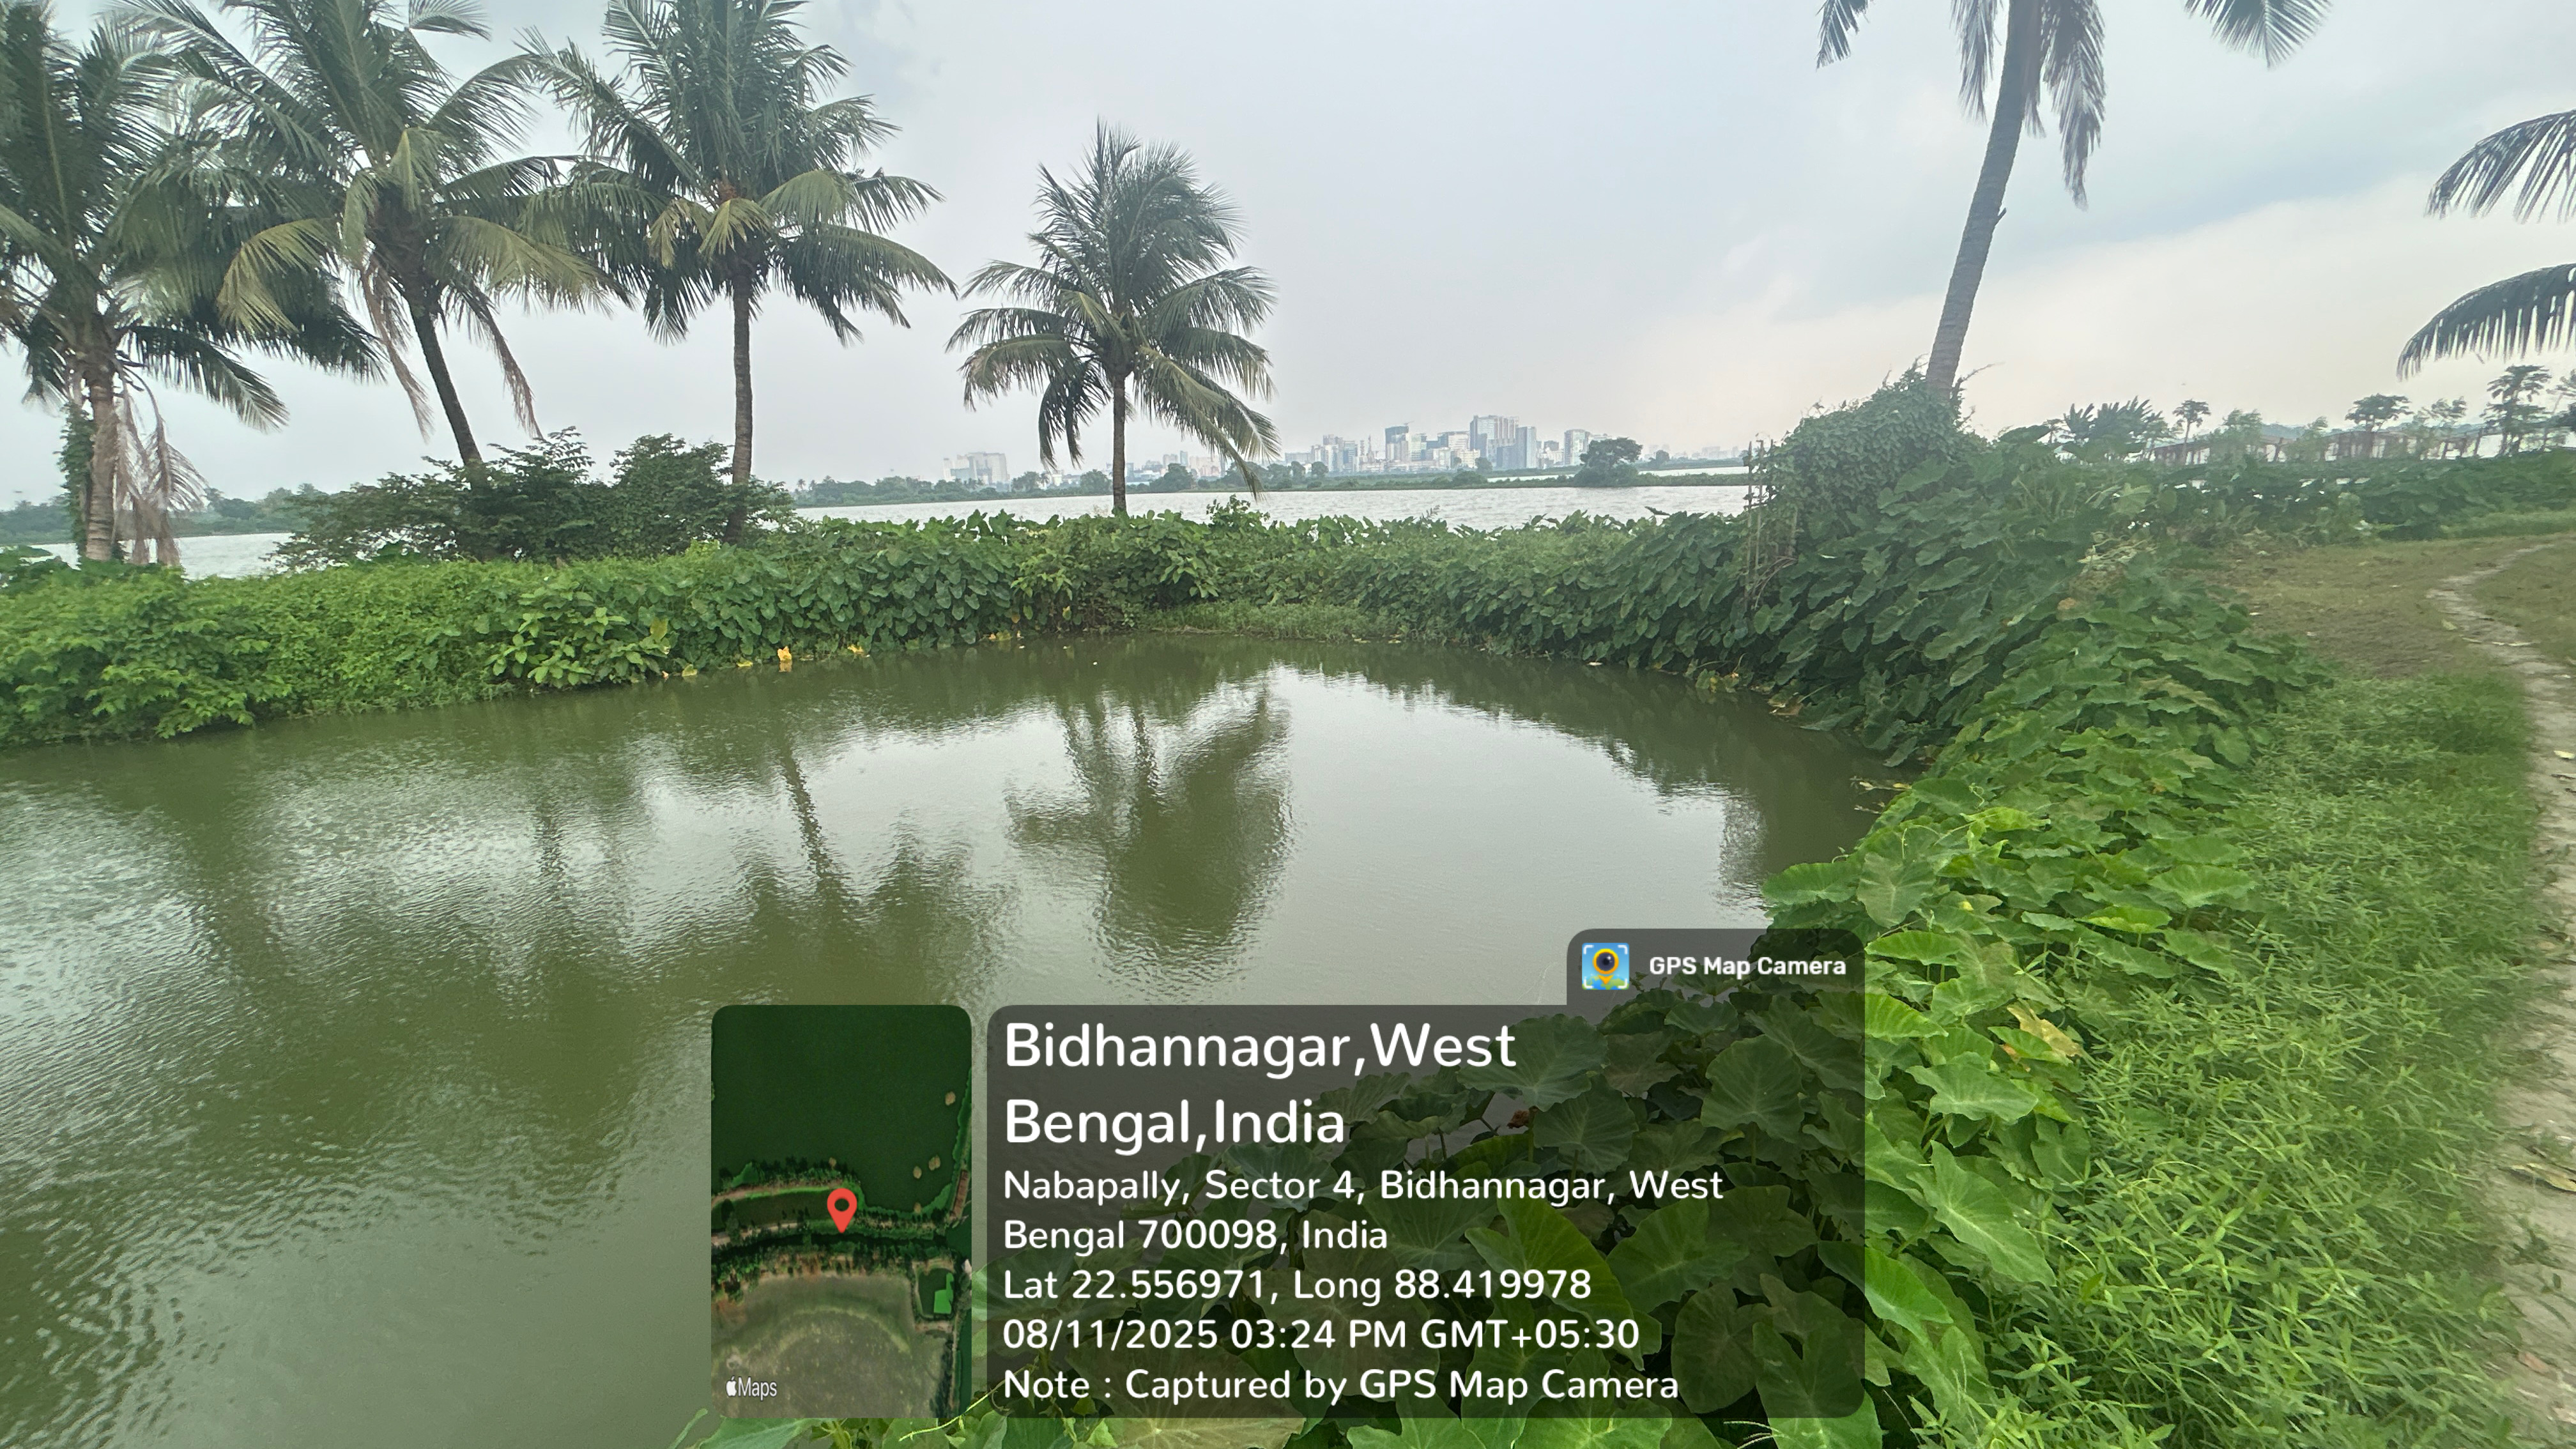 GPS Map Camera
Bidhannagar,West
Bengal,India
Nabapally, Sector 4, Bidhannagar, West
Bengal 700098, India
Lat 22.556971, Long 88.419978
08/11/2025 03:24 PM GMT+05:30
Note : Captured by GPS Map Camera
Maps